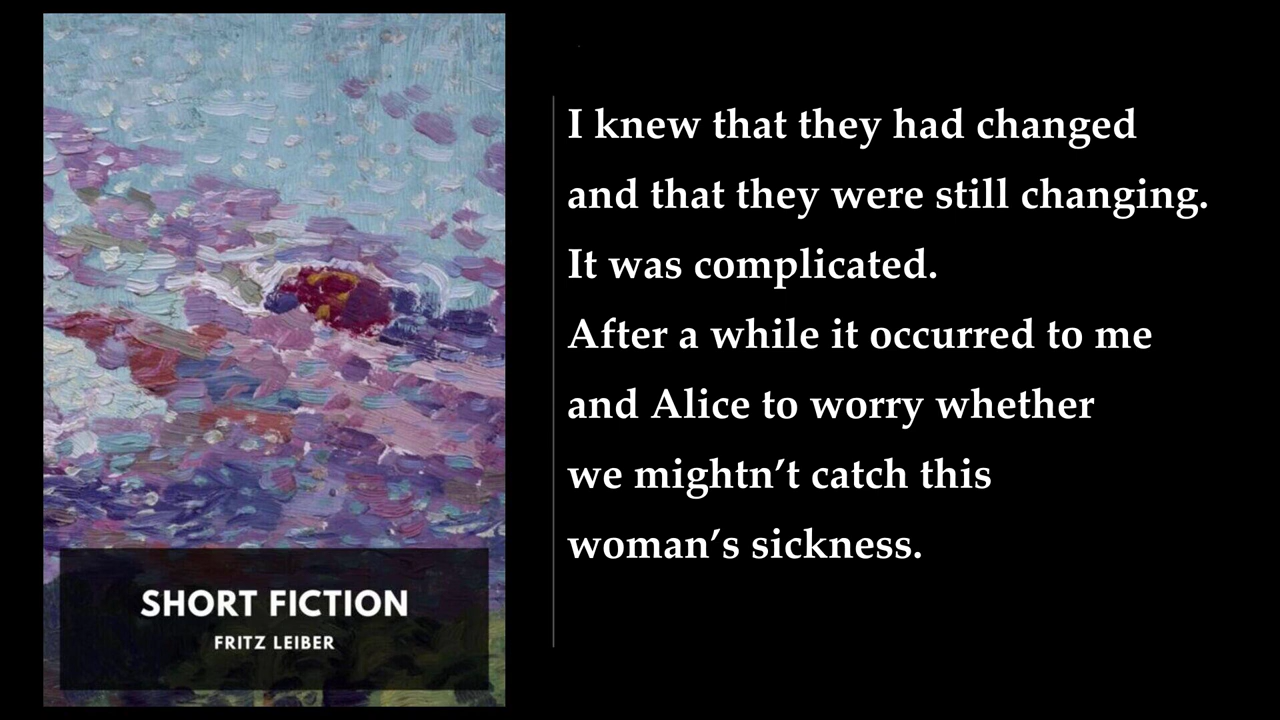 SHORT FICTION
FRITZ LEIBER
I knew that they had changed
and that they were still changing.
It was complicated.
After a while it occurred to me
and Alice to worry whether
we mightn’t catch this
woman’s sickness.